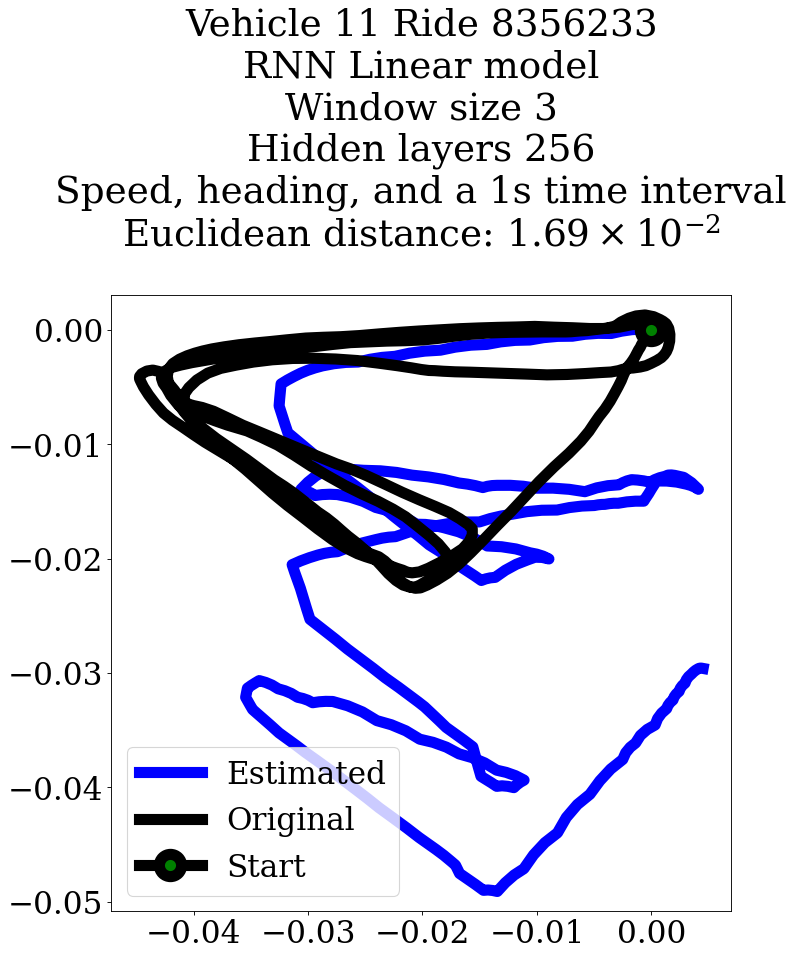 Vehicle 11 Ride 8356233
RNN Linear model
Window size 3
Hidden layers 256
Speed, heading, and a 1s time interval
Euclidean distance: 1.69 × 10⁻²
0.00
−0.01
−0.02
−0.03
−0.04
−0.05
Estimated
Original
Start
−0.04 −0.03 −0.02 −0.01 0.00